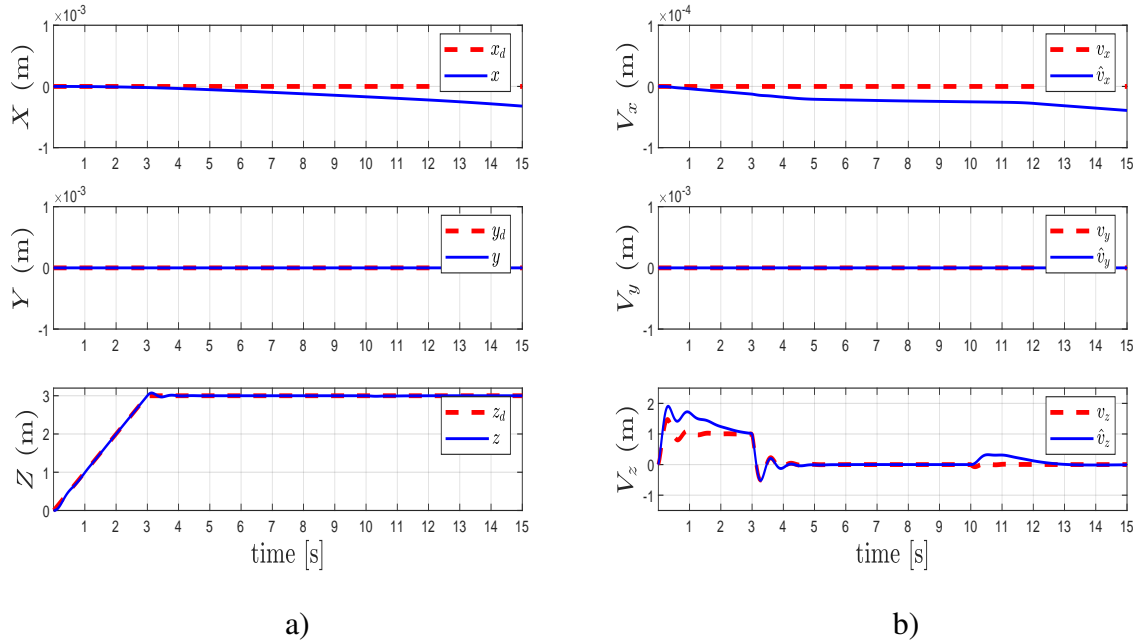 ×10⁻³
1
0
-1
X (m)
x_d
x
1 2 3 4 5 6 7 8 9 10 11 12 13 14 15
×10⁻³
1
0
-1
Y (m)
y_d
y
1 2 3 4 5 6 7 8 9 10 11 12 13 14 15
3
2
1
0
Z (m)
z_d
z
1 2 3 4 5 6 7 8 9 10 11 12 13 14 15
time [s]
a)
×10⁻⁴
1
0
-1
V_x (m)
v_x
v̂_x
1 2 3 4 5 6 7 8 9 10 11 12 13 14 15
×10⁻³
1
0
-1
V_y (m)
v_y
v̂_y
1 2 3 4 5 6 7 8 9 10 11 12 13 14 15
2
1
0
-1
V_z (m)
v_z
v̂_z
1 2 3 4 5 6 7 8 9 10 11 12 13 14 15
time [s]
b)